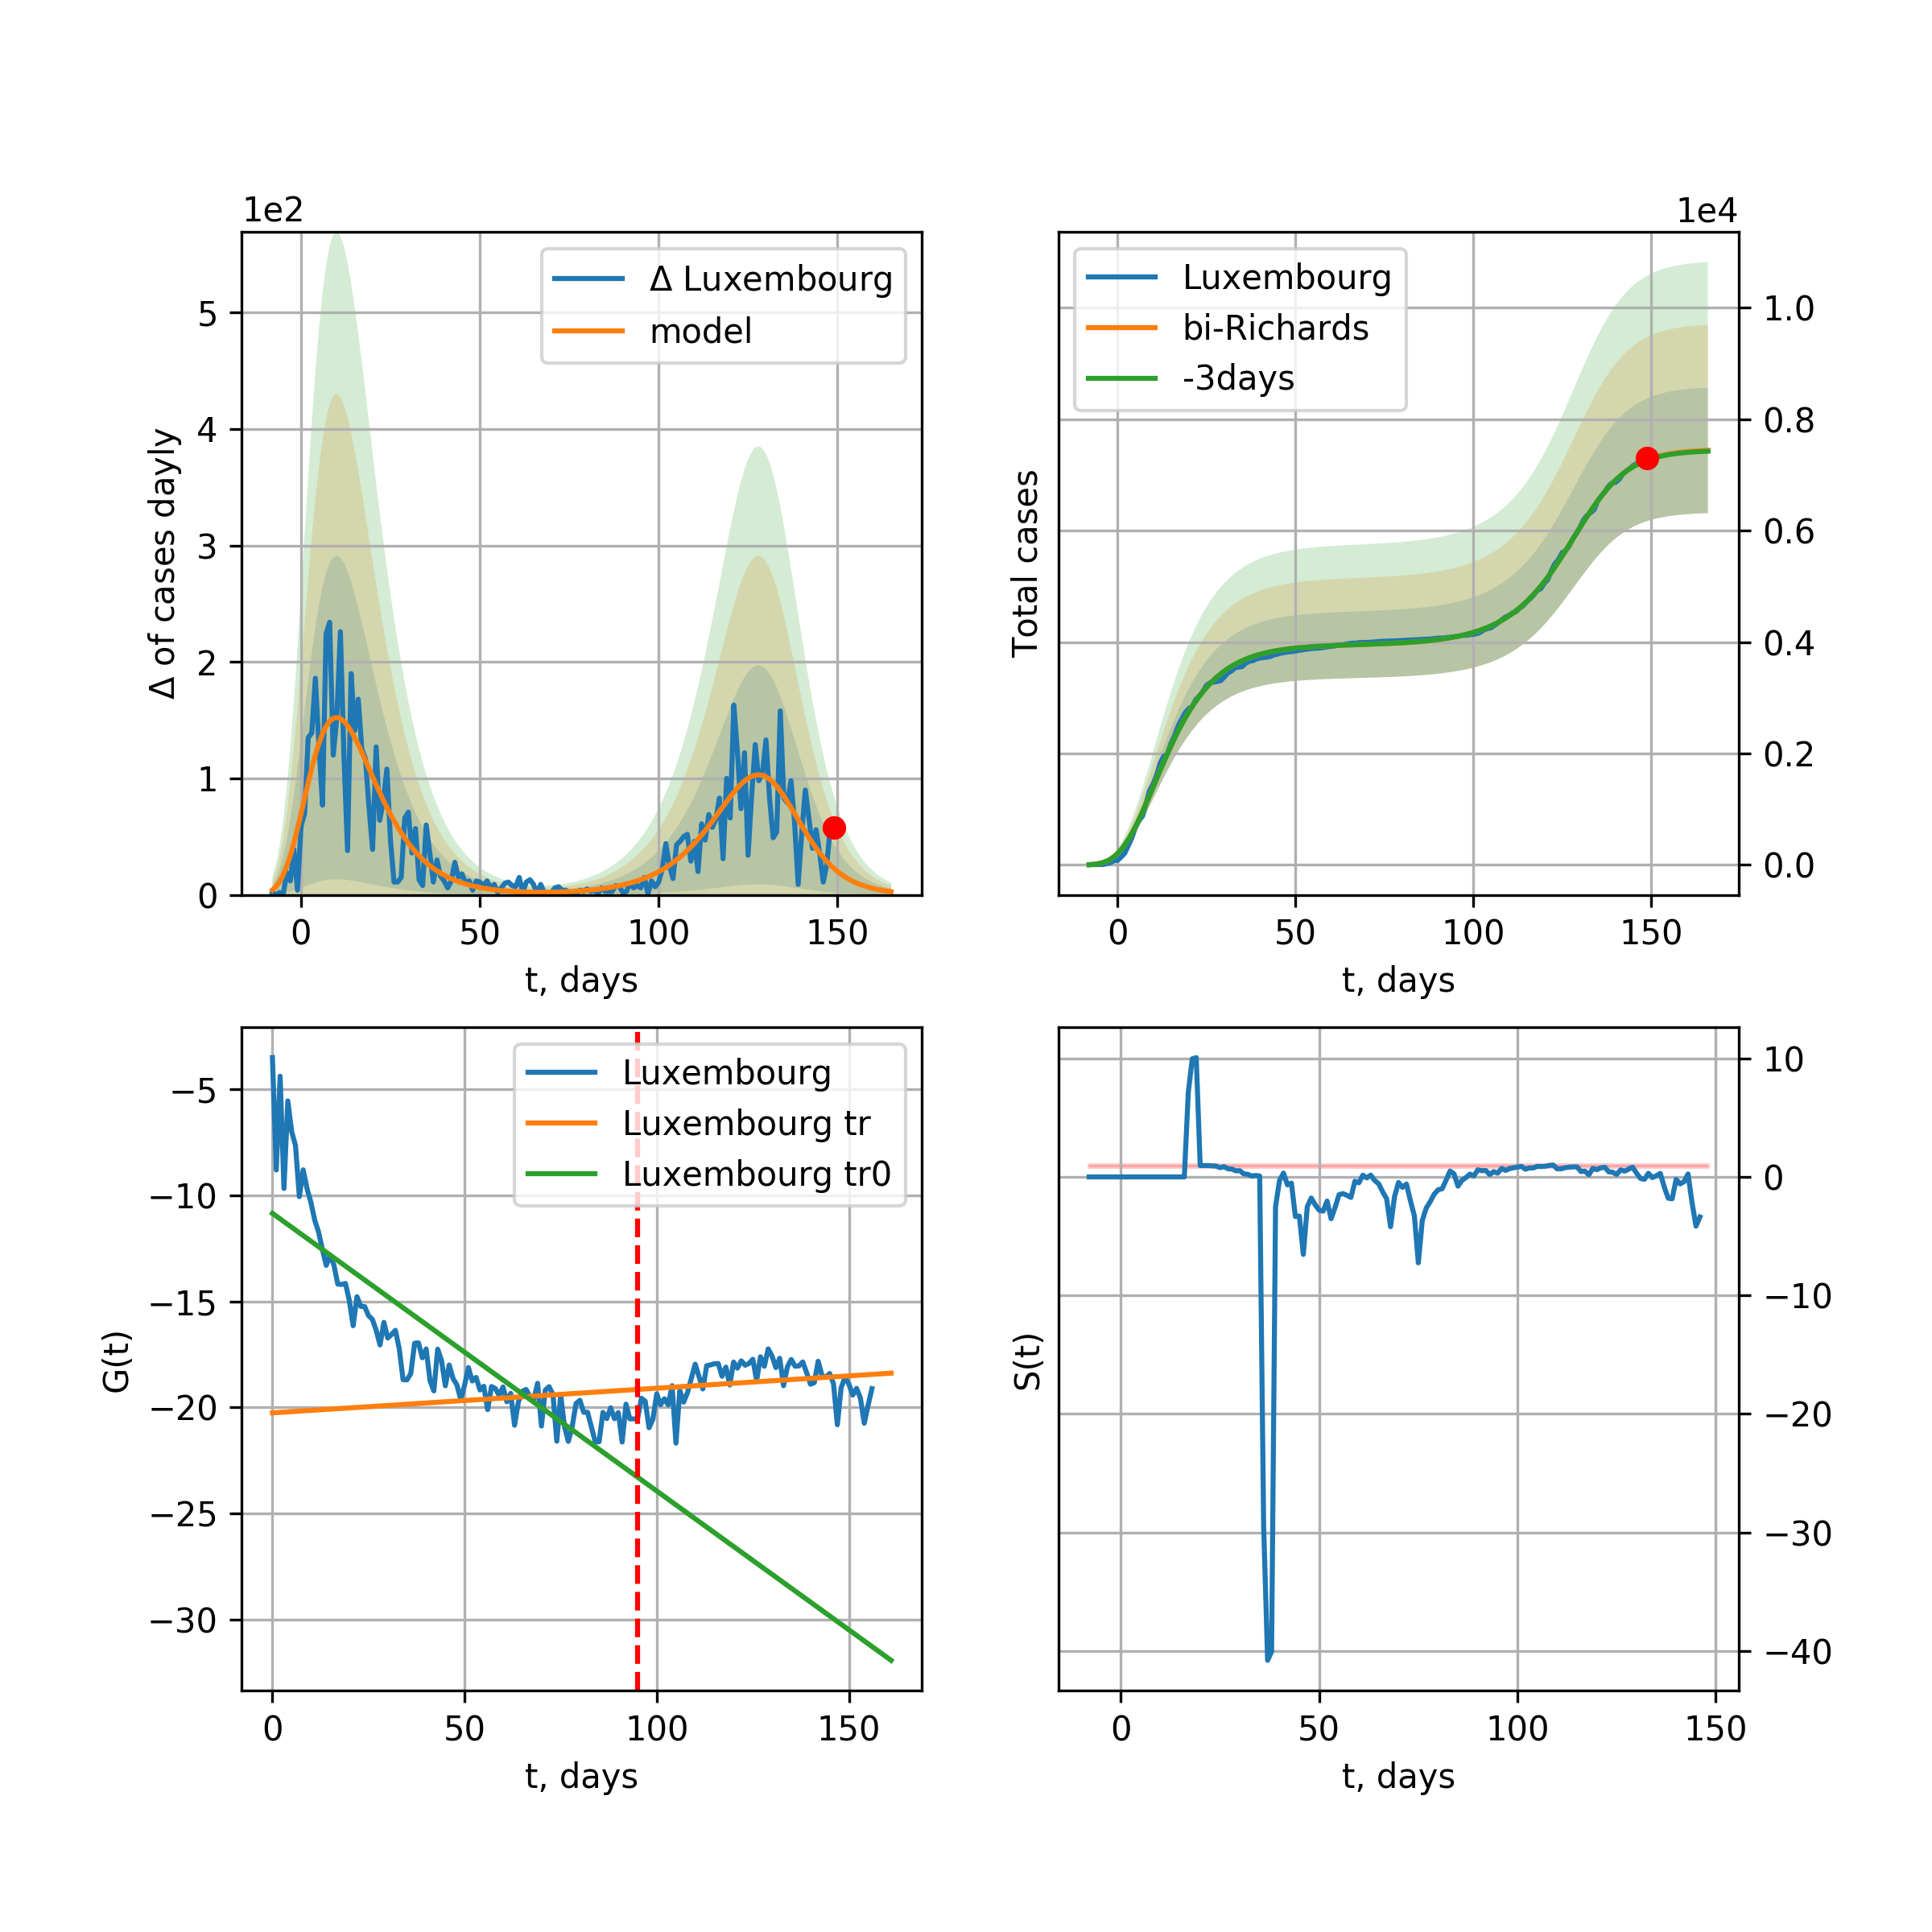 1e2
Δ Luxembourg
model
5
4
3
2
1
0
Δ of cases dayly
0 50 100 150
t, days
1e4
Luxembourg
bi-Richards
-3days
1.0
0.8
0.6
0.4
0.2
0.0
Total cases
0 50 100 150
t, days
Luxembourg
Luxembourg tr
Luxembourg tr0
−5
−10
−15
−20
−25
−30
G(t)
0 50 100 150
t, days
10
0
−10
−20
−30
−40
S(t)
0 50 100 150
t, days